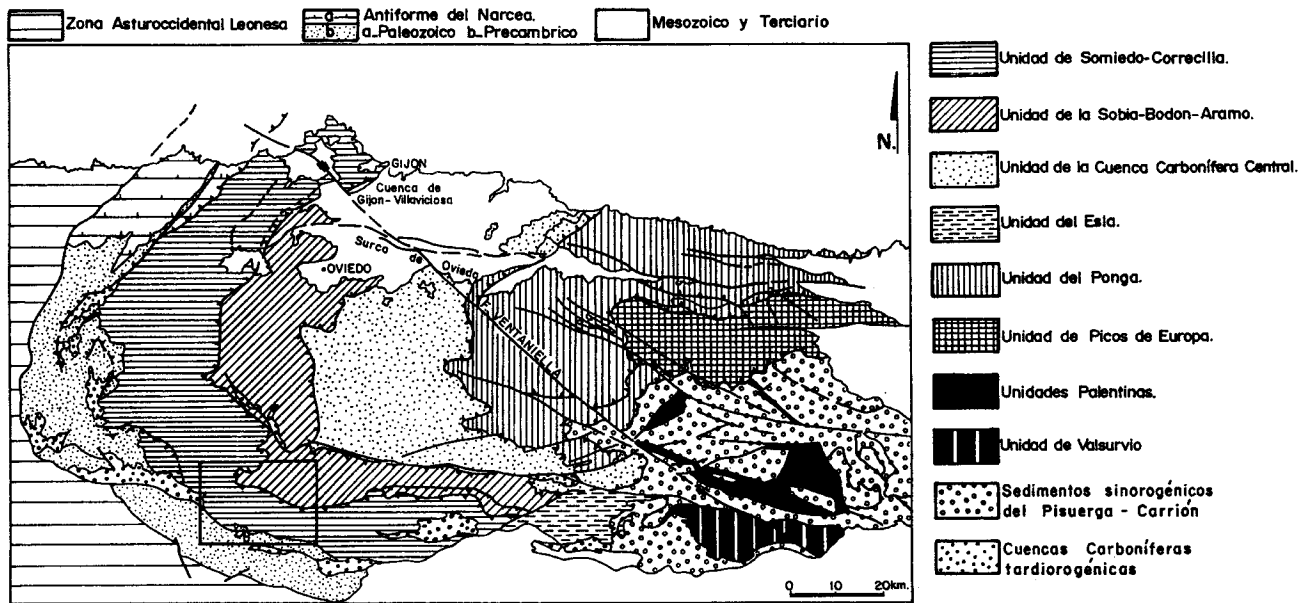 Zona Asturoccidental Leonesa
a
b
Antiforme del Narcea.
a_Paleozoico b_Precambrico
Mesozoico y Terciario
N.
GIJON
Cuenca de
Gijon-Villaviciosa
Surco de Oviedo
OVIEDO
F. VENTANIELLA
0 10 20km.
Unidad de Somiedo-Correcilla.
Unidad de la Sobia-Bodon-Aramo.
Unidad de la Cuenca Carbonífera Central.
Unidad del Esla.
Unidad del Ponga.
Unidad de Picos de Europa.
Unidades Palentinas.
Unidad de Valsurvio
Sedimentos sinorogénicos
del Pisuerga - Carrión
Cuencas Carboníferas
tardiorogénicas